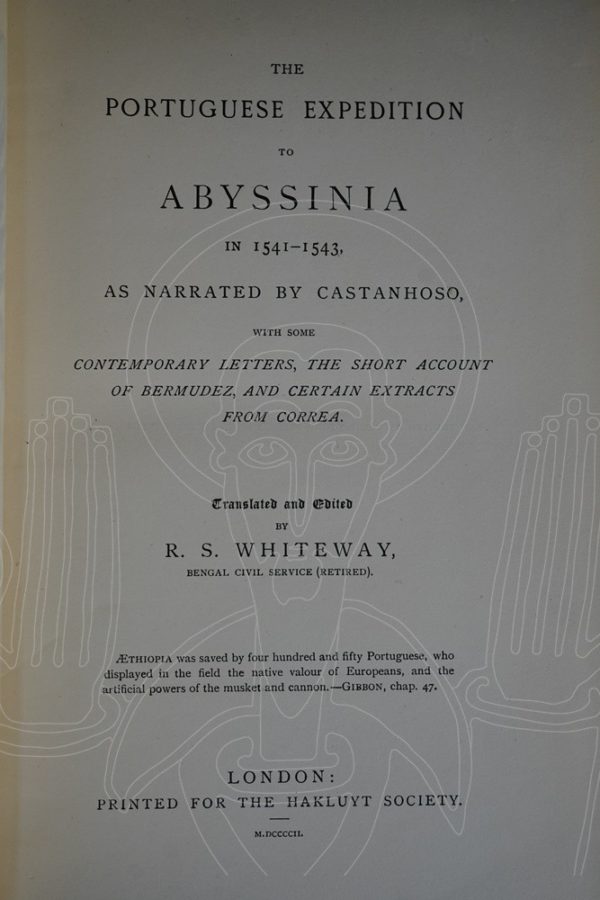 THE
PORTUGUESE EXPEDITION
TO
ABYSSINIA
IN 1541–1543,
AS NARRATED BY CASTANHOSO,
WITH SOME
CONTEMPORARY LETTERS, THE SHORT ACCOUNT
OF BERMUDEZ, AND CERTAIN EXTRACTS
FROM CORREA.
Translated and Edited
BY
R. S. WHITEWAY,
BENGAL CIVIL SERVICE (RETIRED).
ÆTHIOPIA was saved by four hundred and fifty Portuguese, who
displayed in the field the native valour of Europeans, and the
artificial powers of the musket and cannon.—GIBBON, chap. 47.
LONDON:
PRINTED FOR THE HAKLUYT SOCIETY.
M.DCCCCII.